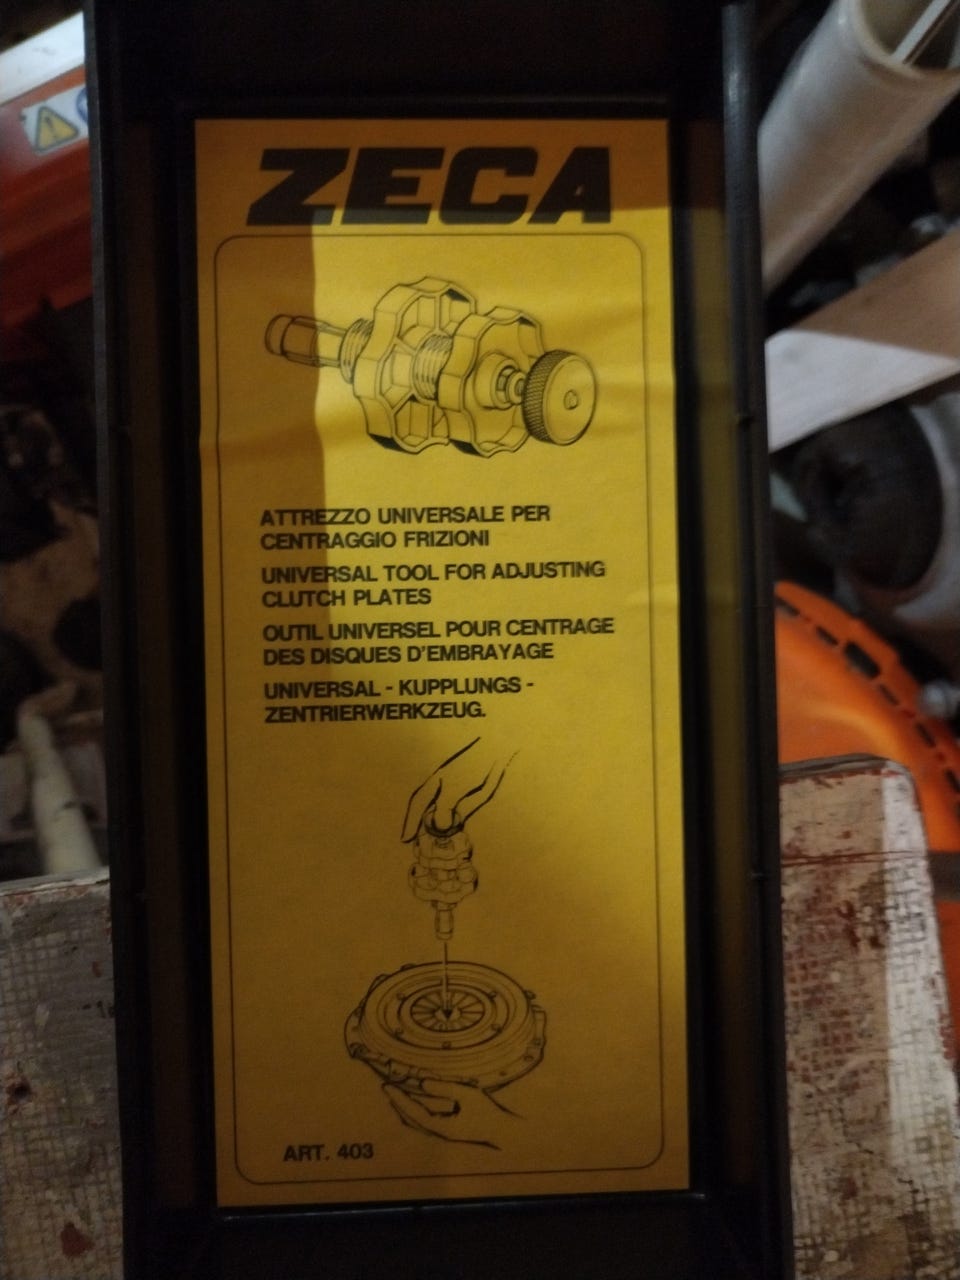 ZECA
ATTREZZO UNIVERSALE PER
CENTRAGGIO FRIZIONI
UNIVERSAL TOOL FOR ADJUSTING
CLUTCH PLATES
OUTIL UNIVERSEL POUR CENTRAGE
DES DISQUES D'EMBRAYAGE
UNIVERSAL - KUPPLUNGS -
ZENTRIERWERKZEUG.
ART. 403